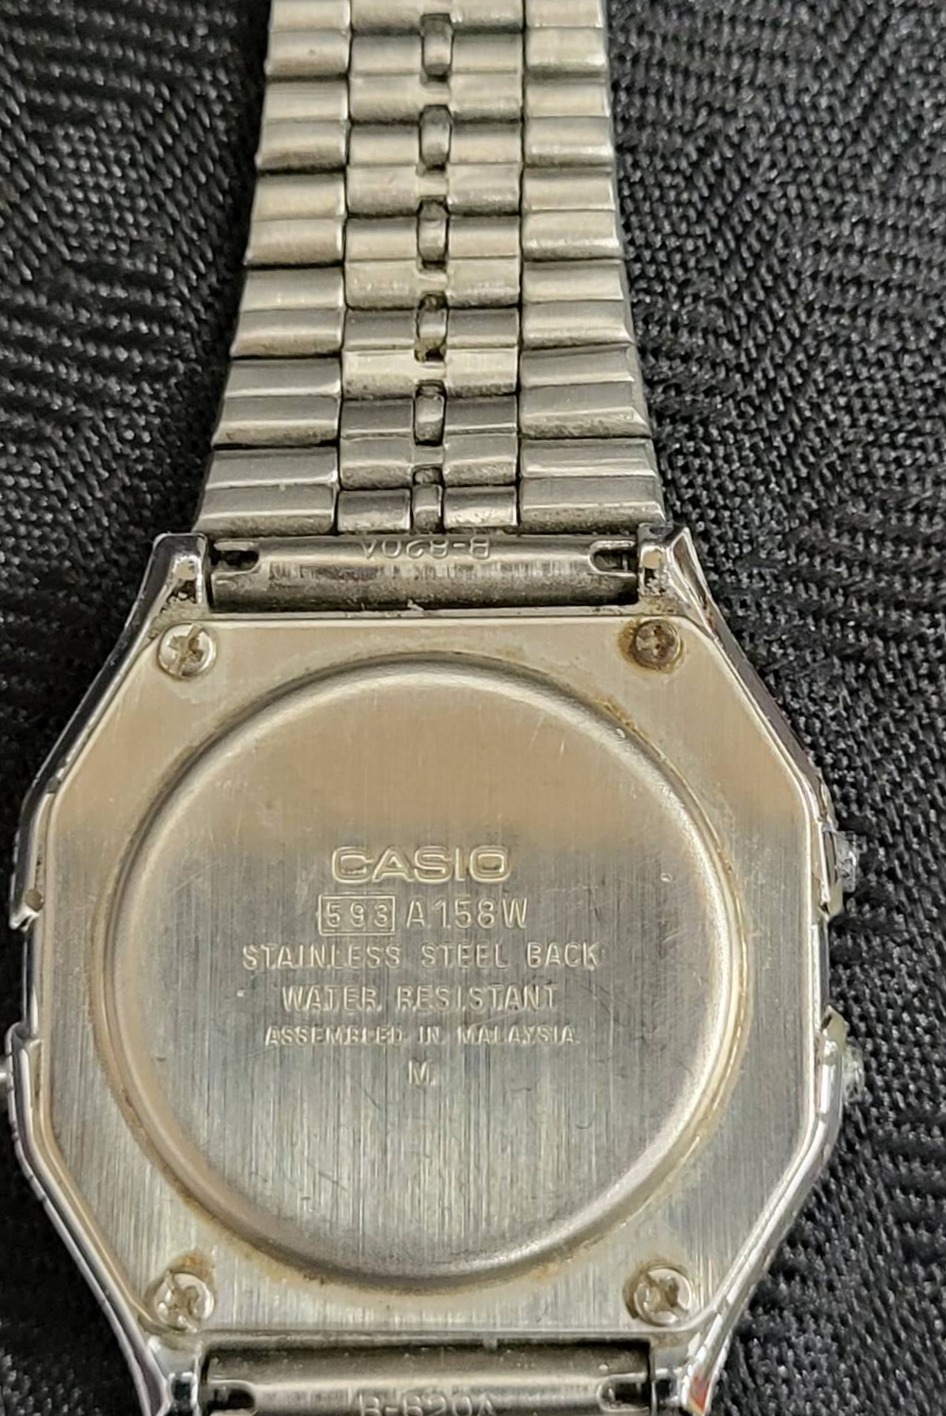 B-620A
CASIO
593 A158W
STAINLESS STEEL BACK
WATER RESISTANT
ASSEMBLED IN MALAYSIA
M
B-620A